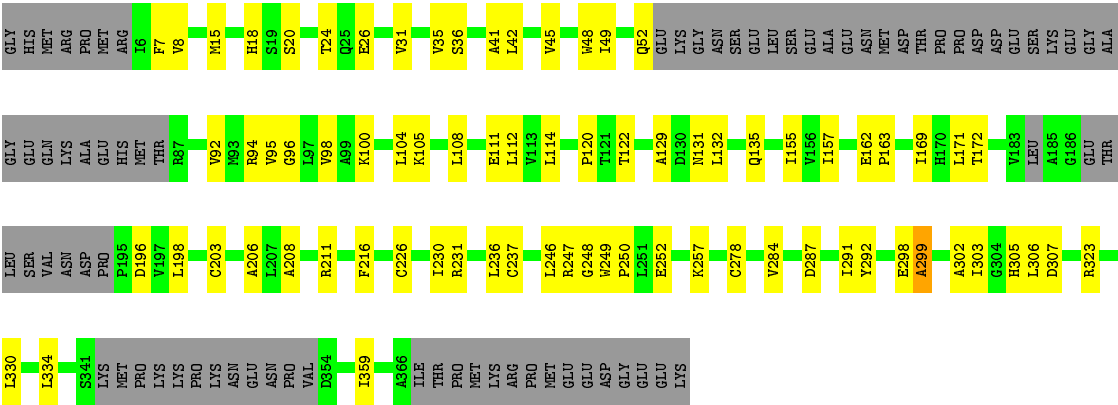 GLY HIS MET ARG PRO MET ARG I6 F7 V8 M15 H18 S19 S20 T24 Q25 E26 V31 V35 S36 A41 L42 V45 W48 I49 Q52 GLU LYS GLY ASN SER GLU LEU SER GLU ALA GLU ASN MET ASP THR PRO PRO ASP ASP GLU SER LYS GLU GLY ALA
GLY GLU GLN LYS ALA GLU HIS MET THR R87 V92 M93 R94 V95 G96 L97 V98 A99 K100 L104 K105 L108 E111 L112 V113 L114 P120 T121 T122 A129 D130 N131 L132 Q135 I155 V156 I157 E162 P163 I169 H170 L171 T172 V183 LEU A185 G186 GLU THR
LEU SER VAL ASN ASP PRO P195 D196 V197 L198 C203 A206 L207 A208 R211 F216 C226 I230 R231 L236 C237 L246 R247 G248 W249 P250 L251 E252 K257 C278 V284 D287 I291 Y292 E298 A299 A302 I303 G304 H305 L306 D307 R323
L330 L334 S341 LYS MET PRO LYS LYS PRO LYS ASN GLU ASN PRO VAL D354 I359 A366 ILE THR PRO MET LYS ARG PRO MET GLU GLU ASP GLY GLU GLU LYS